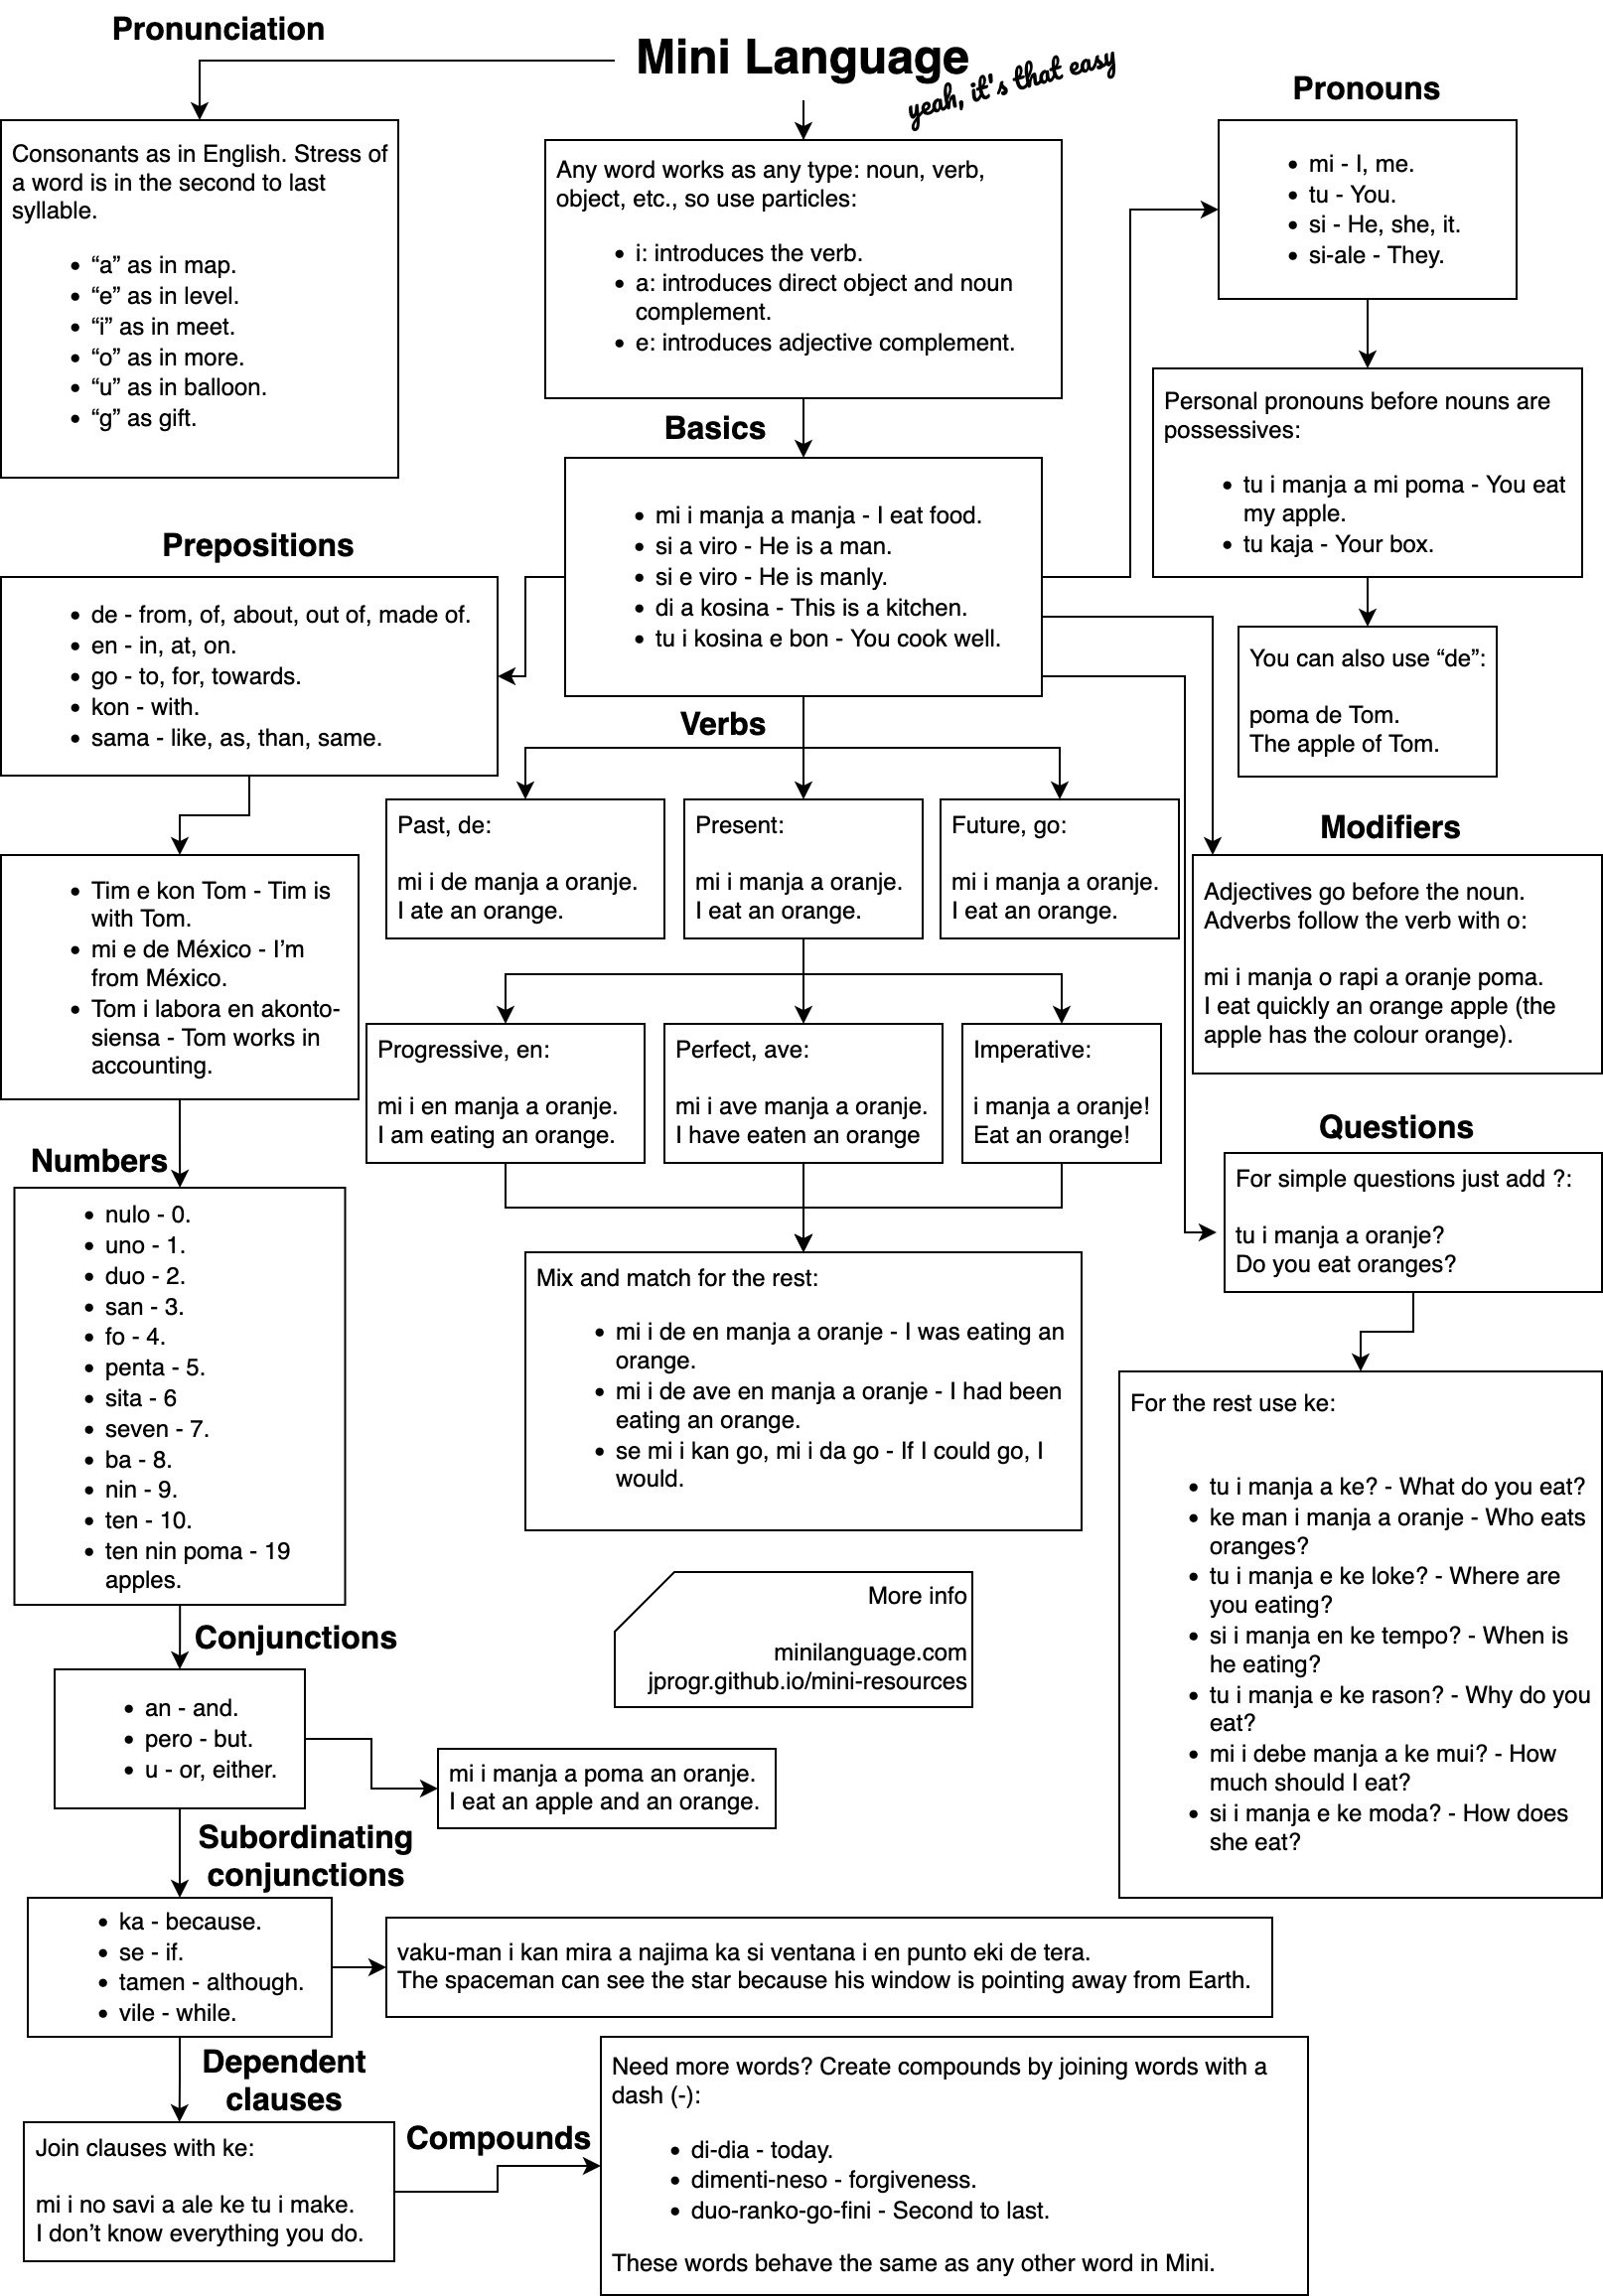 Pronunciation
Mini Language
yeah, it's that easy
Consonants as in English. Stress of
a word is in the second to last
syllable.
• “a” as in map.
• “e” as in level.
• “i” as in meet.
• “o” as in more.
• “u” as in balloon.
• “g” as gift.
Any word works as any type: noun, verb,
object, etc., so use particles:
• i: introduces the verb.
• a: introduces direct object and noun
complement.
• e: introduces adjective complement.
Pronouns
• mi - I, me.
• tu - You.
• si - He, she, it.
• si-ale - They.
Personal pronouns before nouns are
possessives:
• tu i manja a mi poma - You eat
my apple.
• tu kaja - Your box.
You can also use “de”:
poma de Tom.
The apple of Tom.
Basics
• mi i manja a manja - I eat food.
• si a viro - He is a man.
• si e viro - He is manly.
• di a kosina - This is a kitchen.
• tu i kosina e bon - You cook well.
Prepositions
• de - from, of, about, out of, made of.
• en - in, at, on.
• go - to, for, towards.
• kon - with.
• sama - like, as, than, same.
• Tim e kon Tom - Tim is
with Tom.
• mi e de México - I’m
from México.
• Tom i labora en akonto-
siensa - Tom works in
accounting.
Verbs
Past, de:
mi i de manja a oranje.
I ate an orange.
Present:
mi i manja a oranje.
I eat an orange.
Future, go:
mi i manja a oranje.
I eat an orange.
Progressive, en:
mi i en manja a oranje.
I am eating an orange.
Perfect, ave:
mi i ave manja a oranje.
I have eaten an orange
Imperative:
i manja a oranje!
Eat an orange!
Mix and match for the rest:
• mi i de en manja a oranje - I was eating an
orange.
• mi i de ave en manja a oranje - I had been
eating an orange.
• se mi i kan go, mi i da go - If I could go, I
would.
Modifiers
Adjectives go before the noun.
Adverbs follow the verb with o:
mi i manja o rapi a oranje poma.
I eat quickly an orange apple (the
apple has the colour orange).
Questions
For simple questions just add ?:
tu i manja a oranje?
Do you eat oranges?
For the rest use ke:
• tu i manja a ke? - What do you eat?
• ke man i manja a oranje - Who eats
oranges?
• tu i manja e ke loke? - Where are
you eating?
• si i manja en ke tempo? - When is
he eating?
• tu i manja e ke rason? - Why do you
eat?
• mi i debe manja a ke mui? - How
much should I eat?
• si i manja e ke moda? - How does
she eat?
Numbers
• nulo - 0.
• uno - 1.
• duo - 2.
• san - 3.
• fo - 4.
• penta - 5.
• sita - 6
• seven - 7.
• ba - 8.
• nin - 9.
• ten - 10.
• ten nin poma - 19
apples.
More info
minilanguage.com
jprogr.github.io/mini-resources
Conjunctions
• an - and.
• pero - but.
• u - or, either.
mi i manja a poma an oranje.
I eat an apple and an orange.
Subordinating
conjunctions
• ka - because.
• se - if.
• tamen - although.
• vile - while.
vaku-man i kan mira a najima ka si ventana i en punto eki de tera.
The spaceman can see the star because his window is pointing away from Earth.
Dependent
clauses
Join clauses with ke:
mi i no savi a ale ke tu i make.
I don’t know everything you do.
Compounds
Need more words? Create compounds by joining words with a
dash (-):
• di-dia - today.
• dimenti-neso - forgiveness.
• duo-ranko-go-fini - Second to last.
These words behave the same as any other word in Mini.